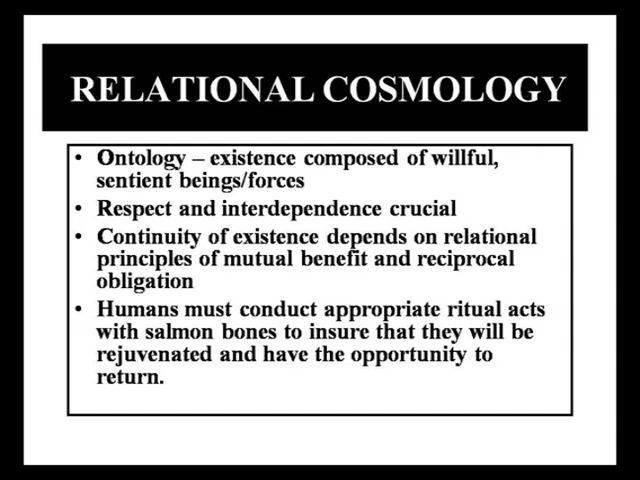 RELATIONAL COSMOLOGY
• Ontology – existence composed of willful,
sentient beings/forces
• Respect and interdependence crucial
• Continuity of existence depends on relational
principles of mutual benefit and reciprocal
obligation
• Humans must conduct appropriate ritual acts
with salmon bones to insure that they will be
rejuvenated and have the opportunity to
return.